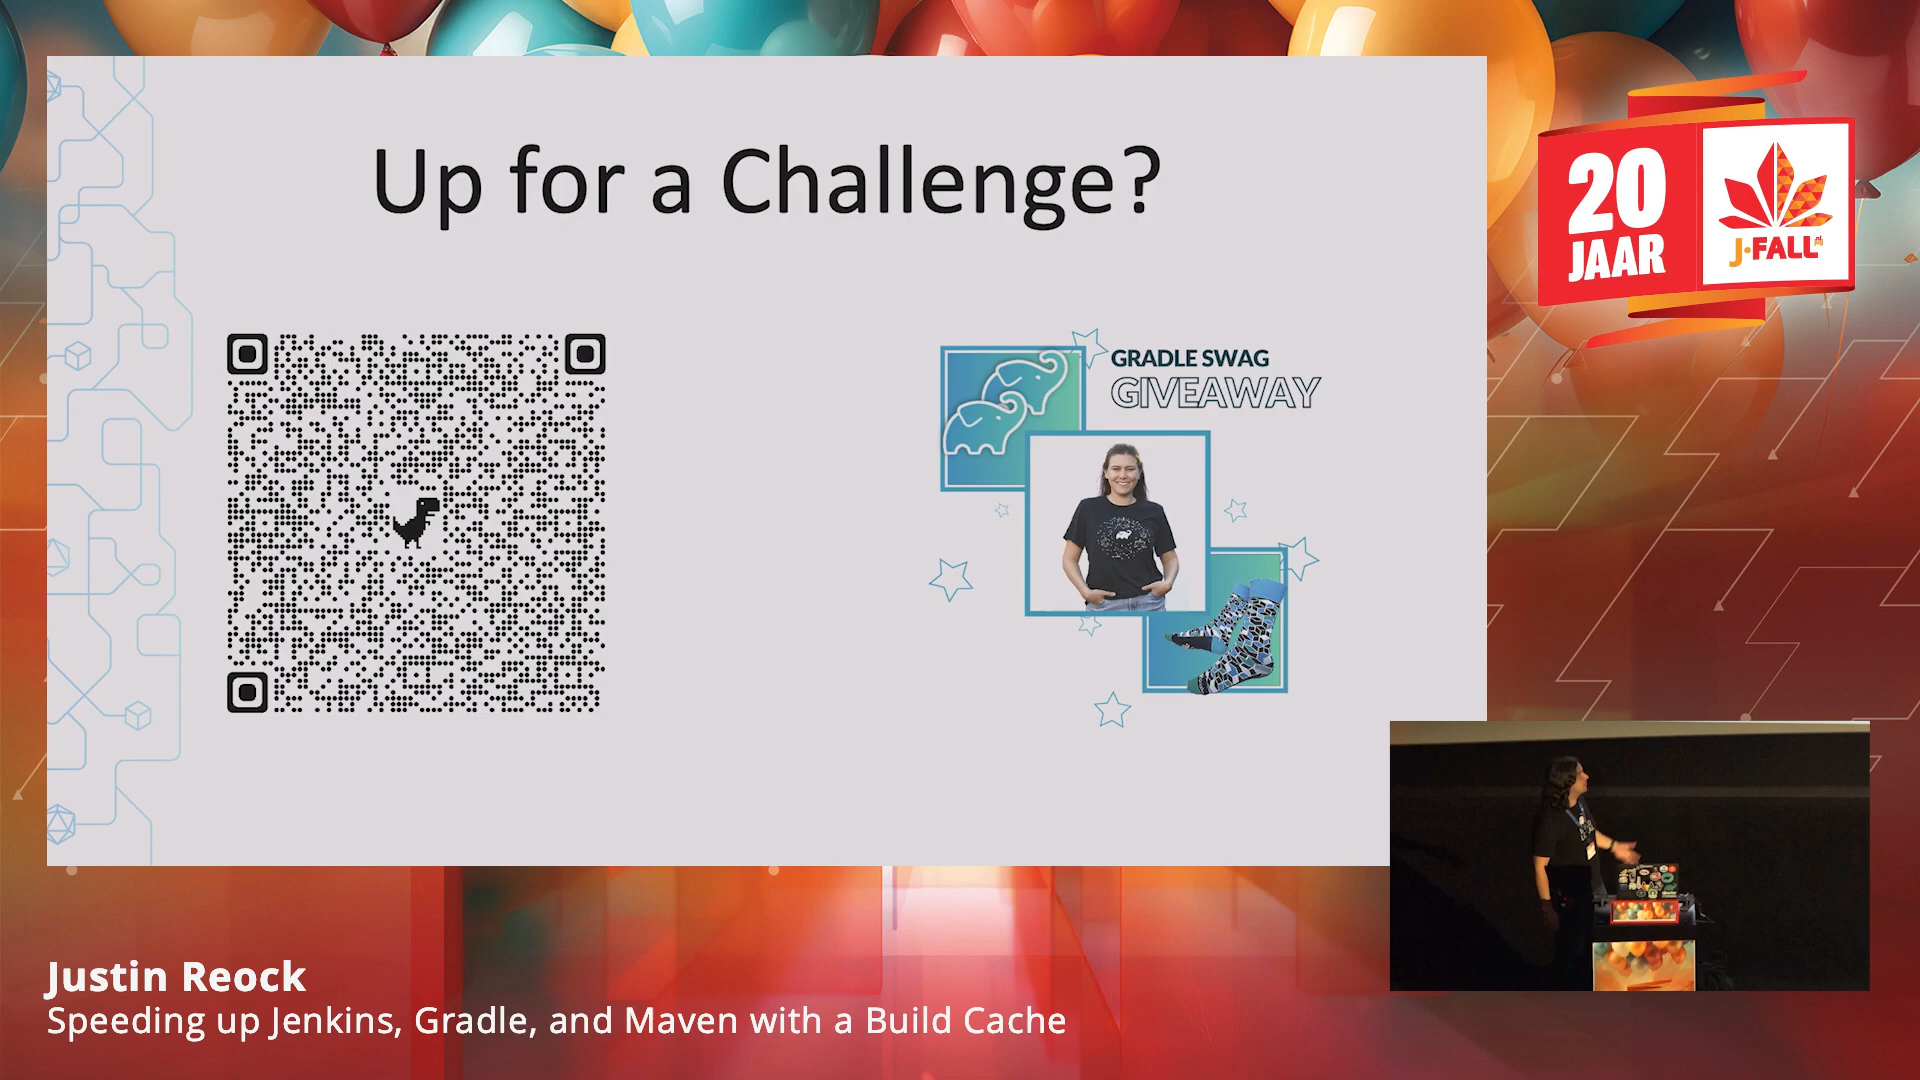 Up for a Challenge?
GRADLE SWAG
GIVEAWAY
20
JAAR
J•FALL
Justin Reock
Speeding up Jenkins, Gradle, and Maven with a Build Cache